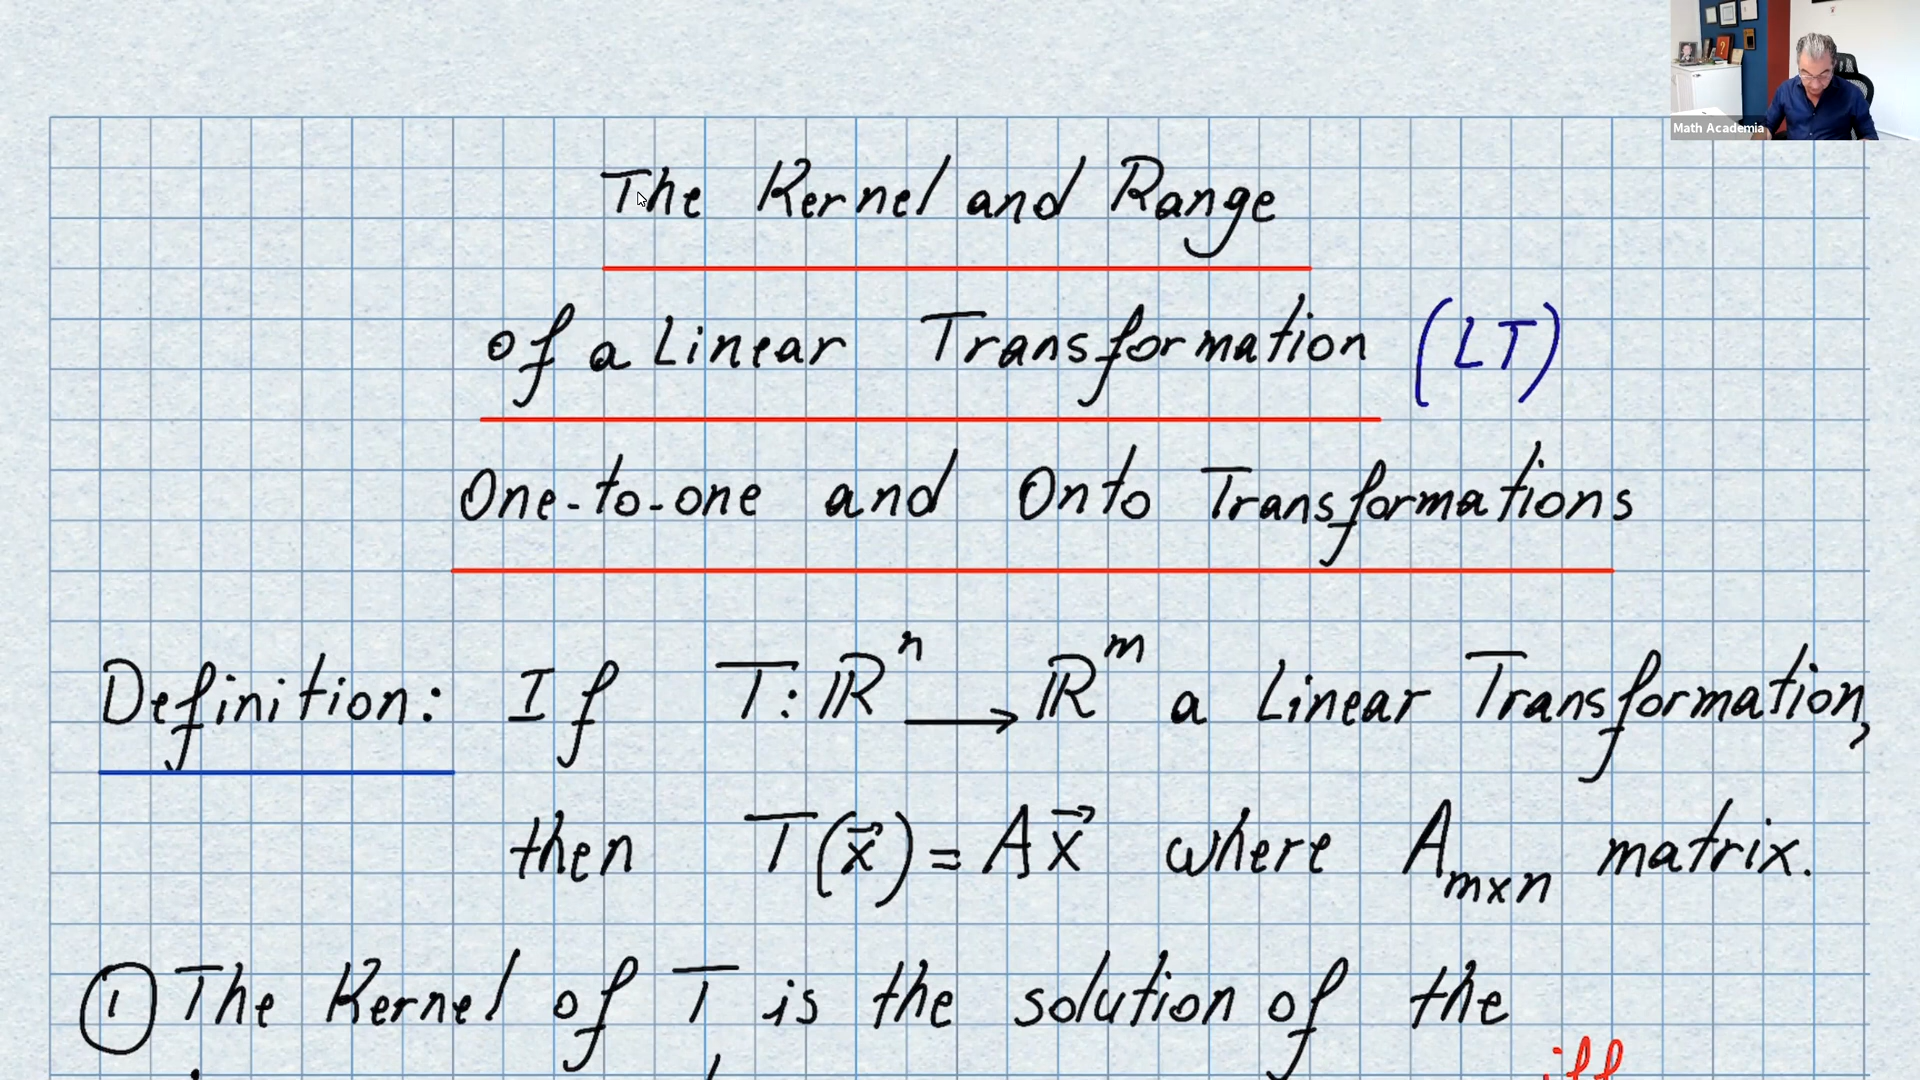 Math Academia
The Kernel and Range
of a Linear Transformation (LT)
One-to-one and Onto Transformations
Definition: If T: ℝⁿ ⟶ ℝᵐ a Linear Transformation,
then T(x⃗) = Ax⃗ where Aₘₓₙ matrix.
① The Kernel of T is the solution of the
iff